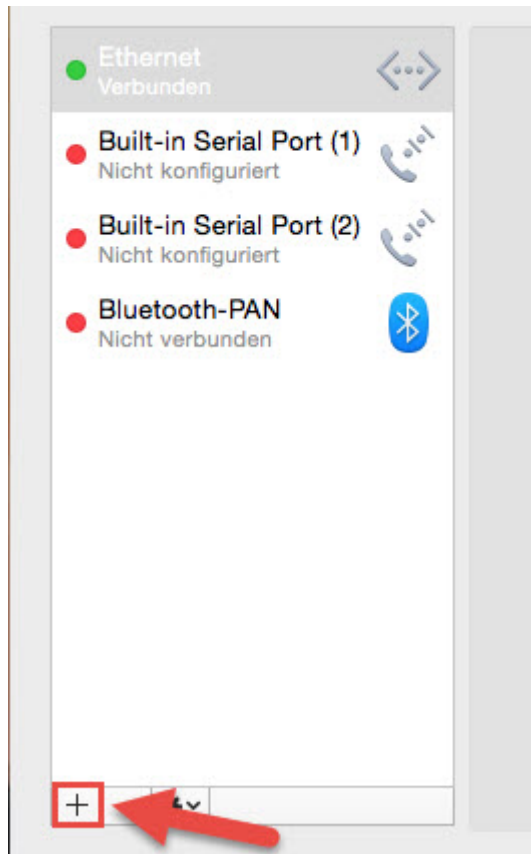 Ethernet
Verbunden
Built-in Serial Port (1)
Nicht konfiguriert
Built-in Serial Port (2)
Nicht konfiguriert
Bluetooth-PAN
Nicht verbunden
+